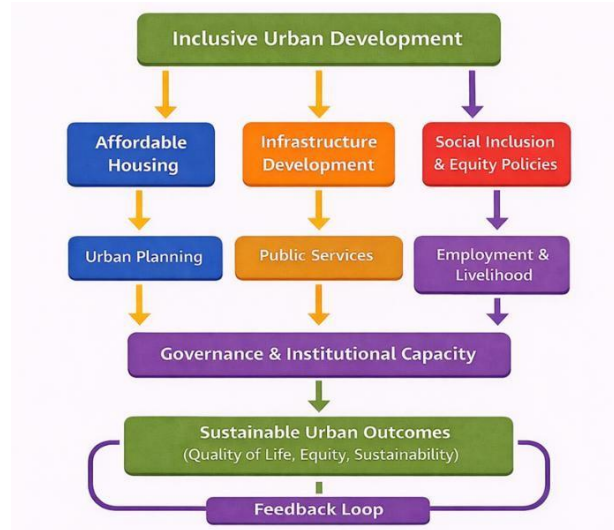 Inclusive Urban Development
Affordable
Housing
Infrastructure
Development
Social Inclusion
& Equity Policies
Urban Planning
Public Services
Employment &
Livelihood
Governance & Institutional Capacity
Sustainable Urban Outcomes
(Quality of Life, Equity, Sustainability)
Feedback Loop